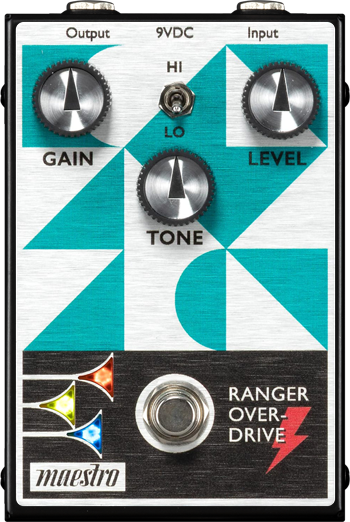 Output 9VDC Input
HI
LO
GAIN LEVEL
TONE
RANGER
OVER-
DRIVE
maestro